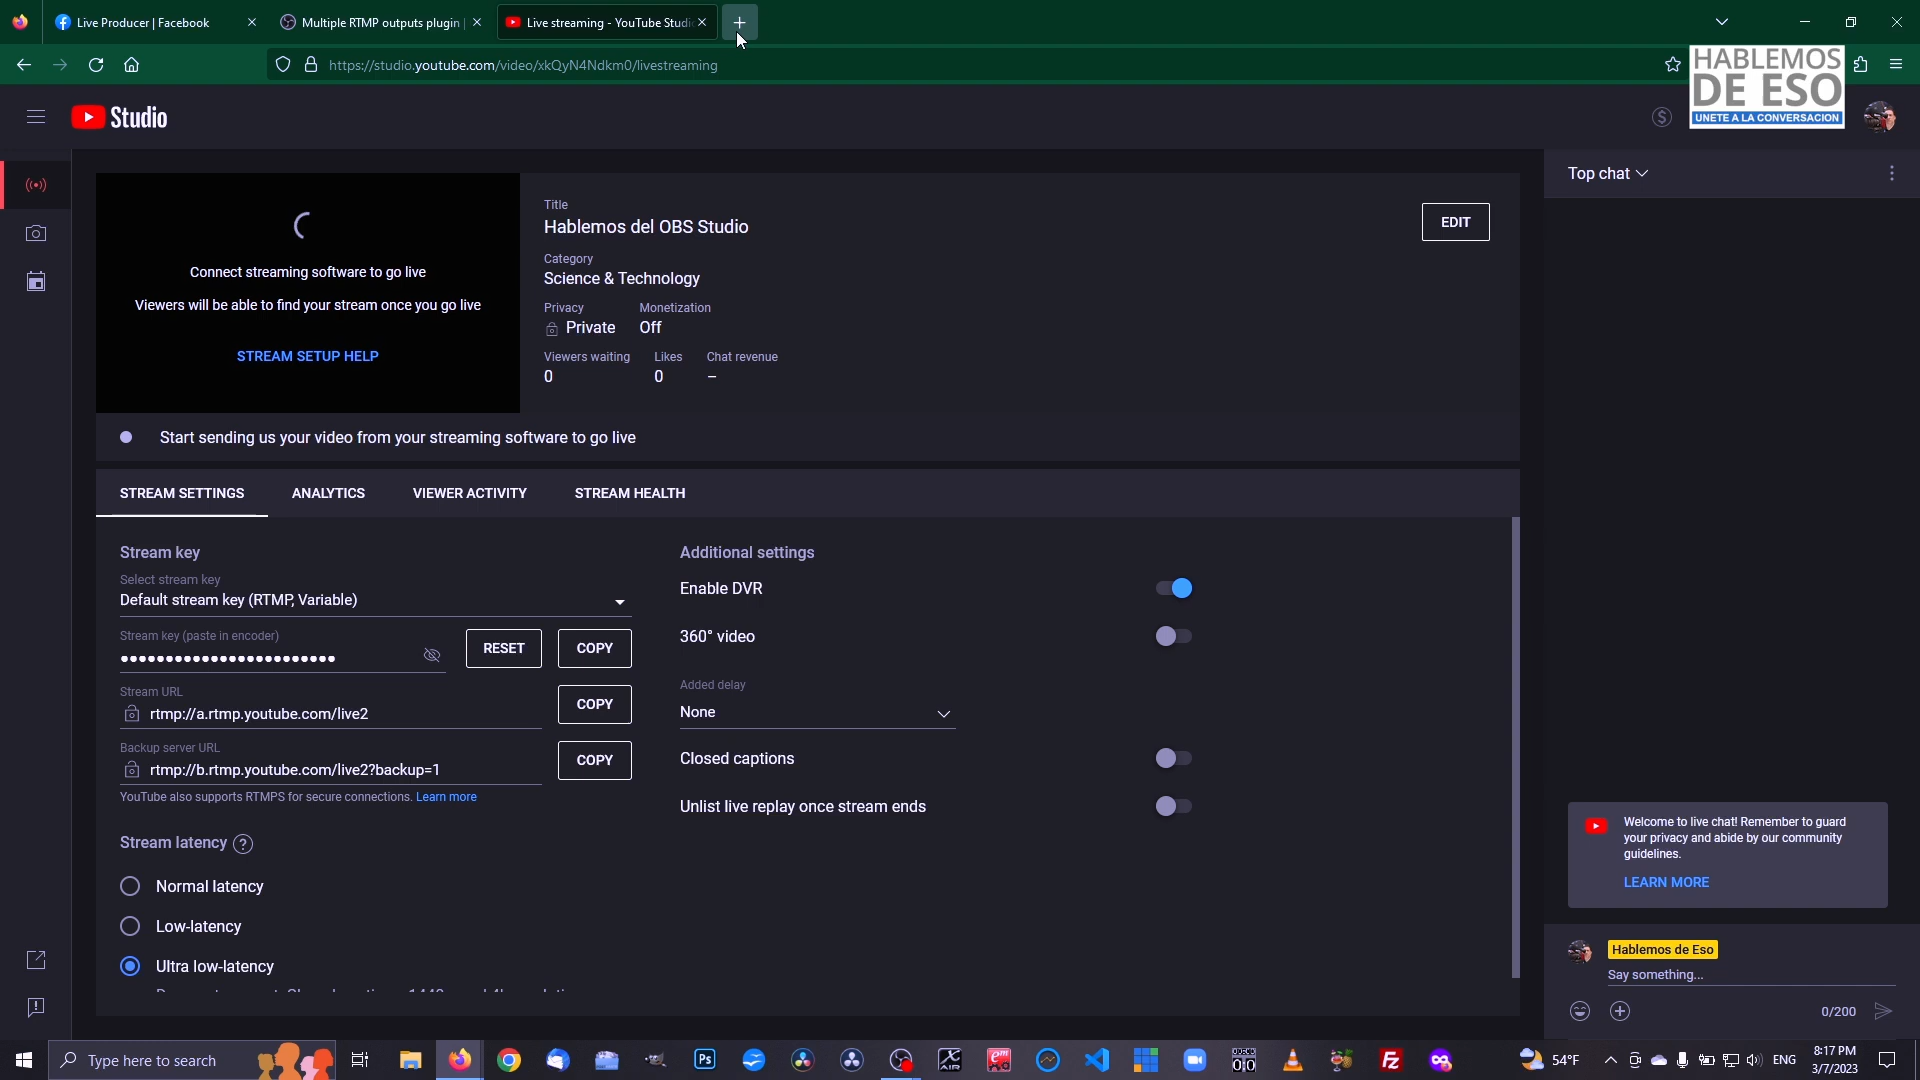 Live Producer | Facebook
Multiple RTMP outputs plugin |
Live streaming - YouTube Studi
https://studio.youtube.com/video/xkQyN4Ndkm0/livestreaming
HABLEMOS
DE ESO
UNETE A LA CONVERSACION
Studio
Connect streaming software to go live
Viewers will be able to find your stream once you go live
STREAM SETUP HELP
Title
Hablemos del OBS Studio
EDIT
Category
Science & Technology
Privacy
Monetization
Private
Off
Viewers waiting
Likes
Chat revenue
0
0
–
Top chat
Start sending us your video from your streaming software to go live
STREAM SETTINGS
ANALYTICS
VIEWER ACTIVITY
STREAM HEALTH
Stream key
Select stream key
Default stream key (RTMP, Variable)
Stream key (paste in encoder)
••••••••••••••••••••••••
RESET
COPY
Stream URL
rtmp://a.rtmp.youtube.com/live2
COPY
Backup server URL
rtmp://b.rtmp.youtube.com/live2?backup=1
COPY
YouTube also supports RTMPS for secure connections. Learn more
Stream latency
Normal latency
Low-latency
Ultra low-latency
Additional settings
Enable DVR
360° video
Added delay
None
Closed captions
Unlist live replay once stream ends
Welcome to live chat! Remember to guard
your privacy and abide by our community
guidelines.
LEARN MORE
Hablemos de Eso
Say something...
0/200
Type here to search
Ps
X AIR
em
Fz
54°F
ENG
8:17 PM
3/7/2023